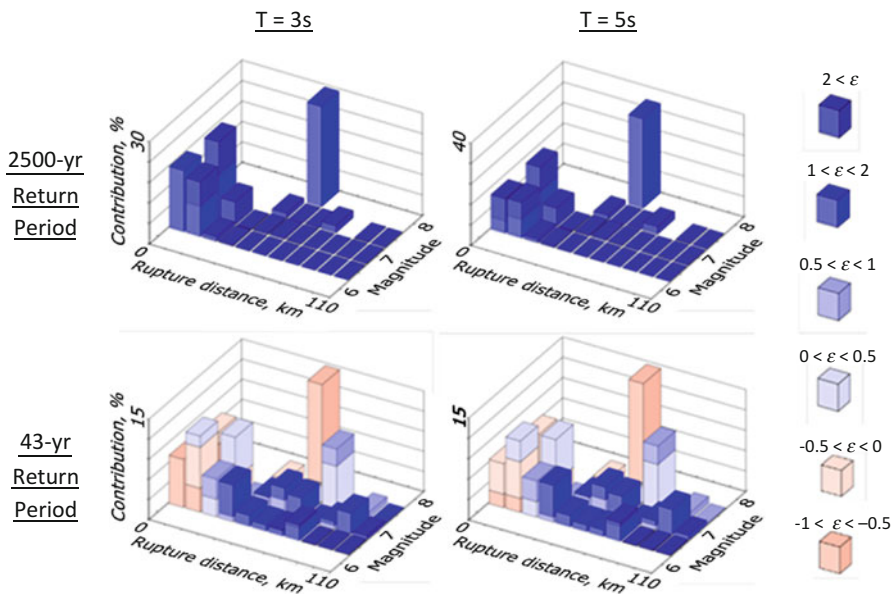 T = 3s
T = 5s
2500-yr
Return
Period
Contribution, %
30
0
Rupture distance, km
110
6
7
8
Magnitude
Contribution, %
40
0
Rupture distance, km
110
6
7
8
Magnitude
43-yr
Return
Period
Contribution, %
15
0
Rupture distance, km
110
6
7
8
Magnitude
Contribution, %
15
0
Rupture distance, km
110
6
7
8
Magnitude
2 < ε
1 < ε < 2
0.5 < ε < 1
0 < ε < 0.5
-0.5 < ε < 0
-1 < ε < –0.5